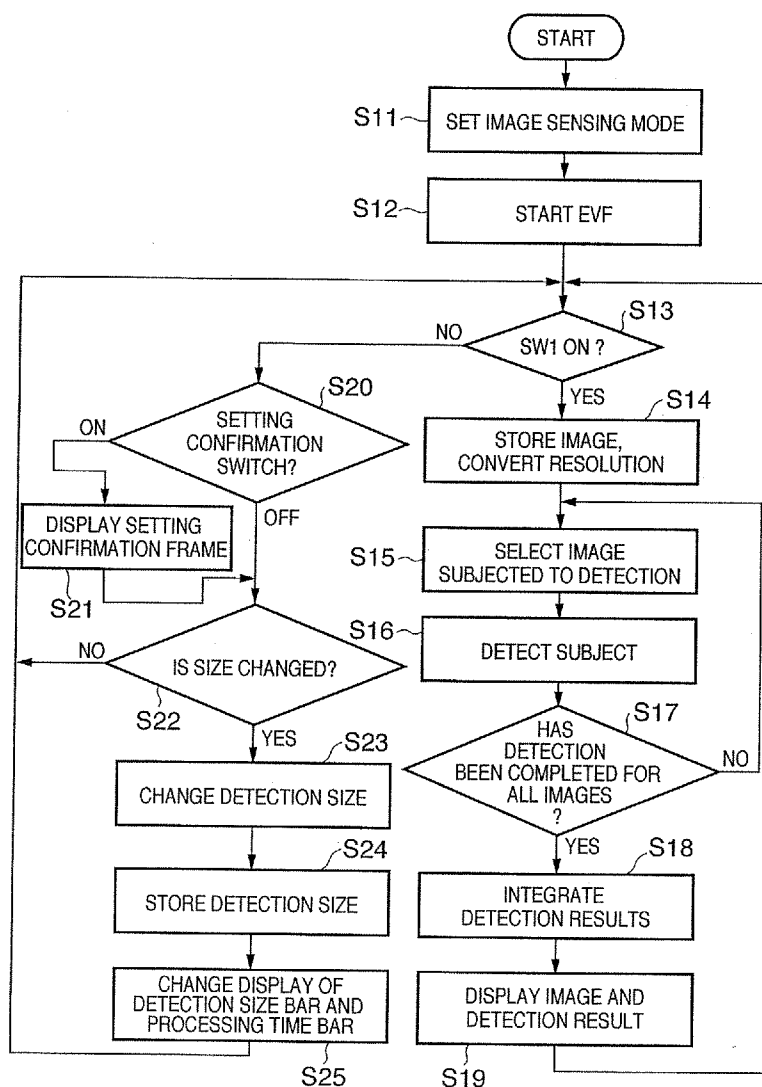 START
S11
SET IMAGE SENSING MODE
S12
START EVF
S13
NO
SW1 ON ?
YES
S20
S14
ON
SETTING
CONFIRMATION
SWITCH?
STORE IMAGE,
CONVERT RESOLUTION
OFF
DISPLAY SETTING
CONFIRMATION FRAME
S21
S15
SELECT IMAGE
SUBJECTED TO DETECTION
S16
DETECT SUBJECT
NO
IS SIZE CHANGED?
S22
YES
S17
HAS
DETECTION
BEEN COMPLETED FOR
ALL IMAGES
?
NO
YES
S23
CHANGE DETECTION SIZE
S24
STORE DETECTION SIZE
S18
INTEGRATE
DETECTION RESULTS
CHANGE DISPLAY OF
DETECTION SIZE BAR AND
PROCESSING TIME BAR
S25
DISPLAY IMAGE AND
DETECTION RESULT
S19